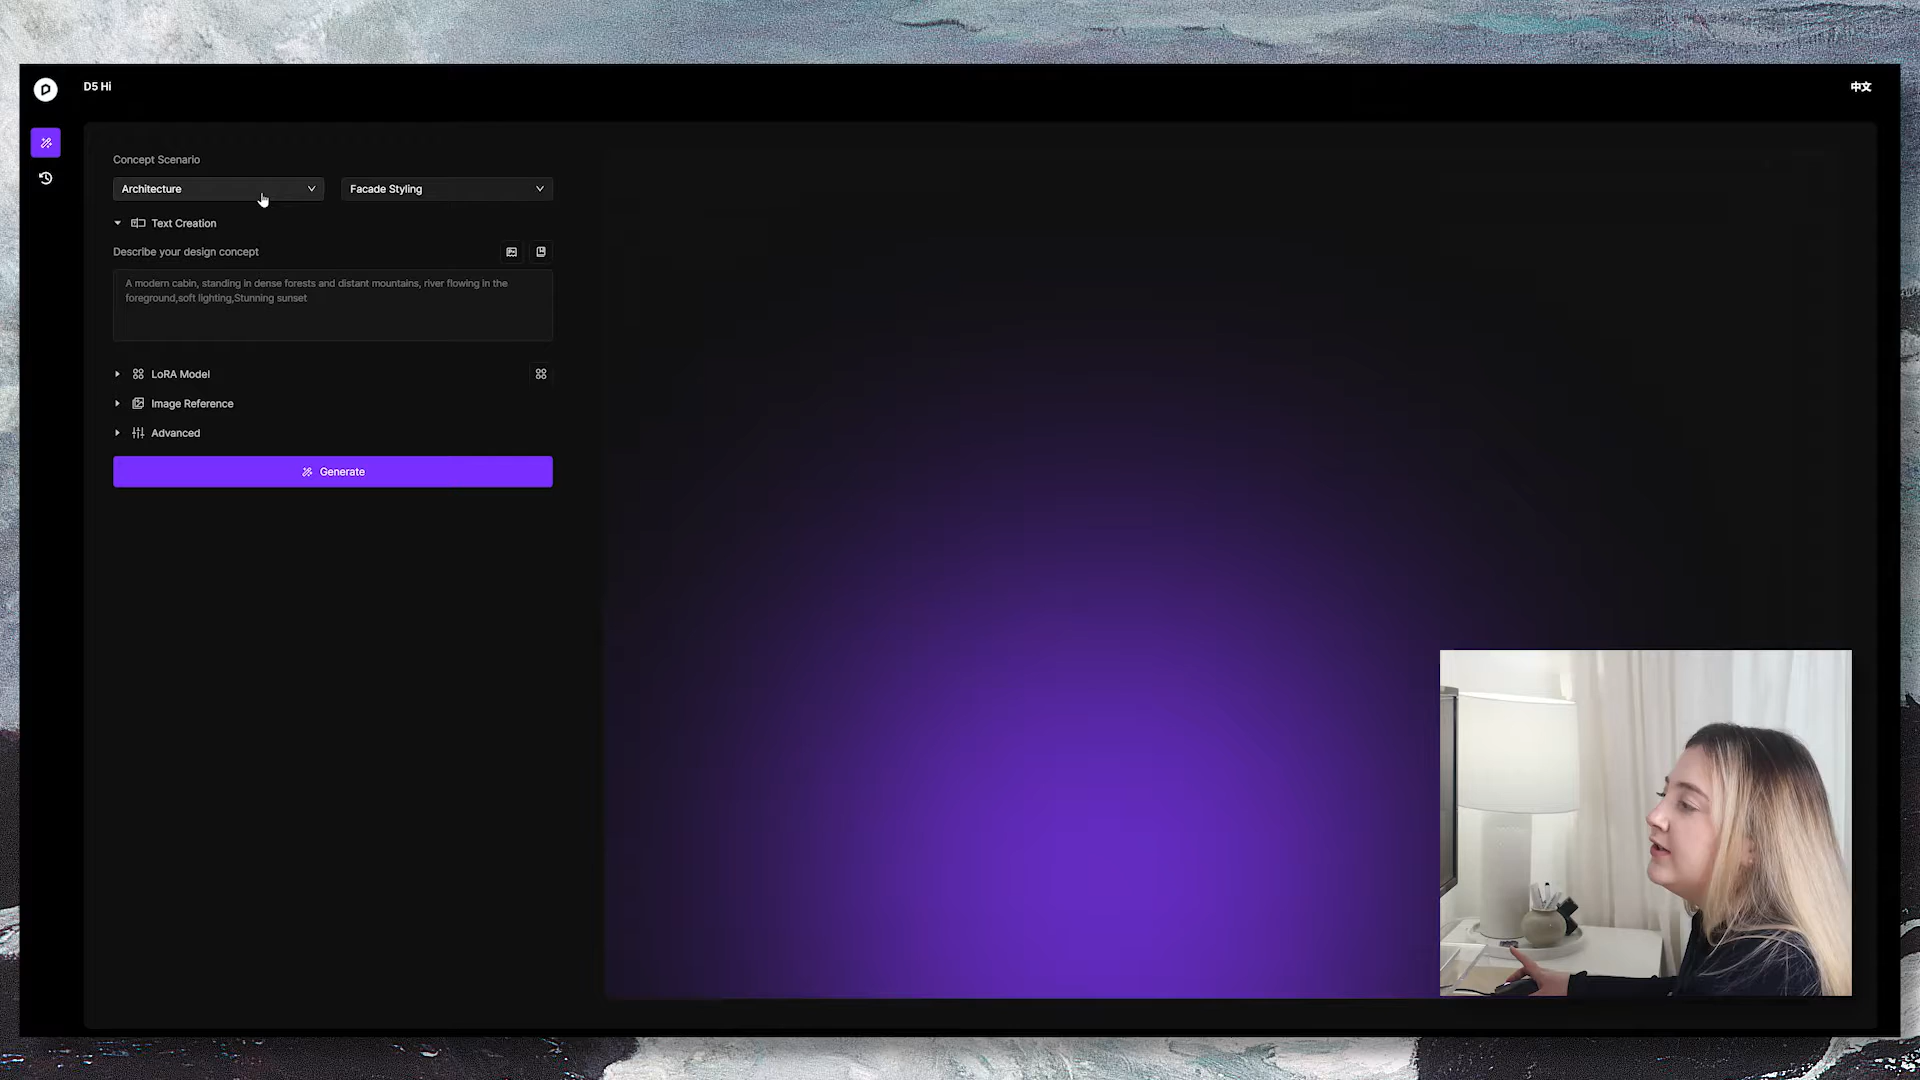 D5 Hi
中文
Concept Scenario
Architecture
Facade Styling
Text Creation
Describe your design concept
A modern cabin, standing in dense forests and distant mountains, river flowing in the
foreground,soft lighting,Stunning sunset
LoRA Model
Image Reference
Advanced
Generate